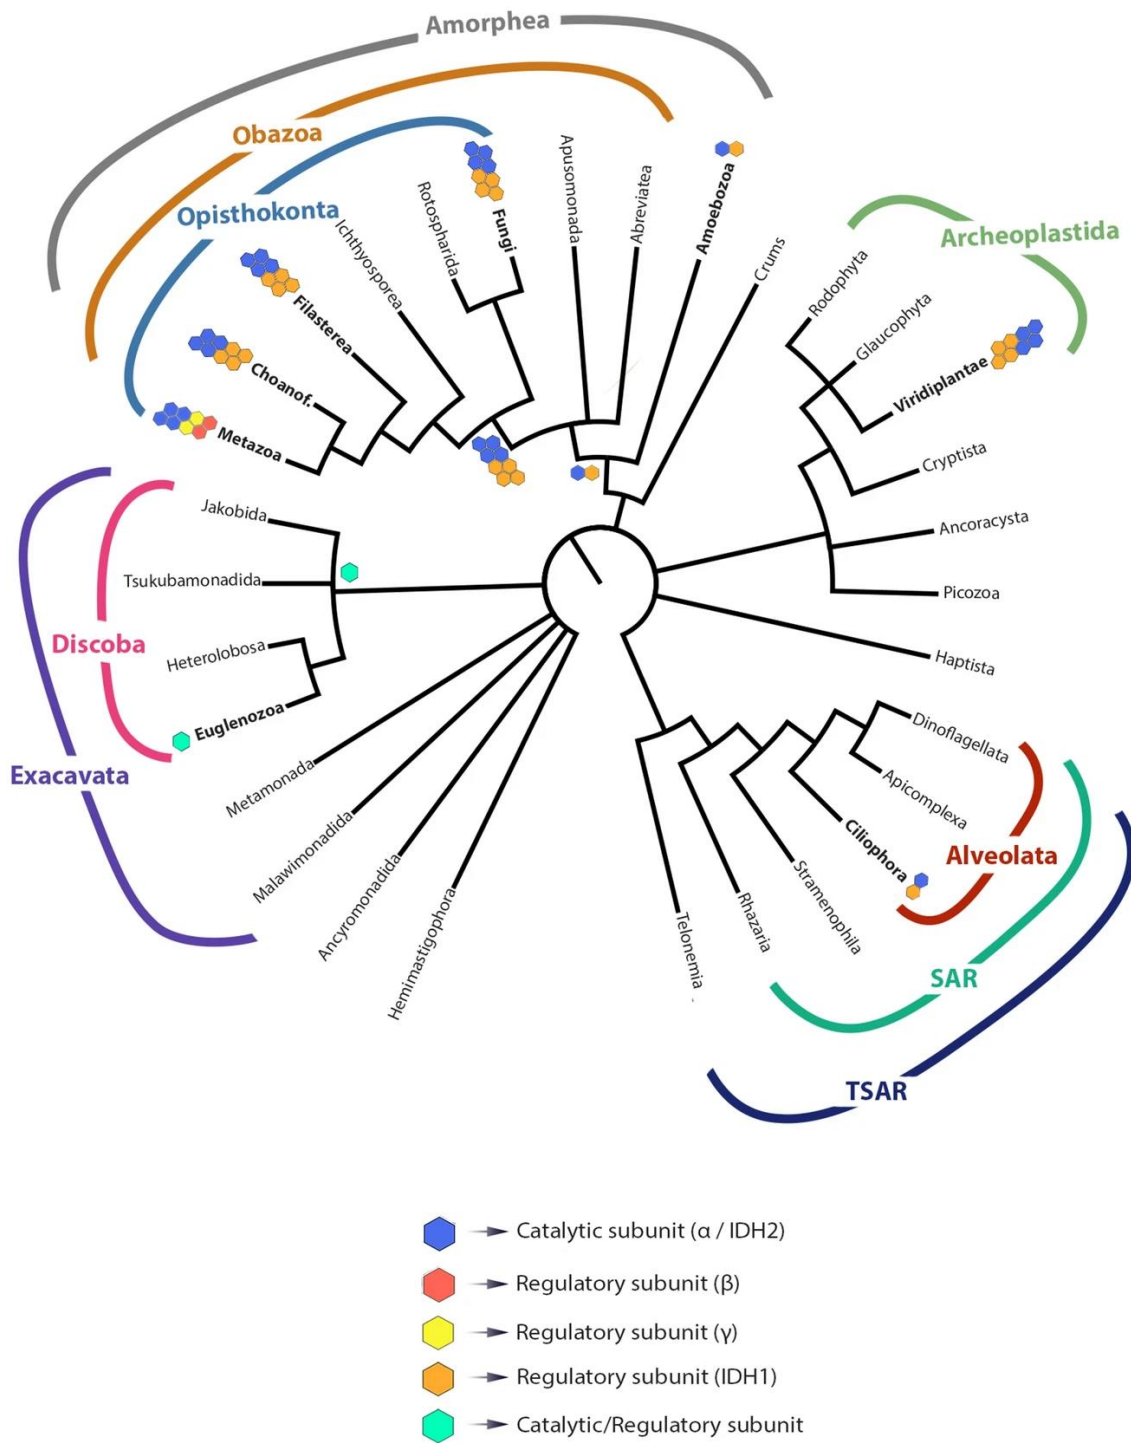 Amorphea
Obazoa
Opisthokonta
Archeoplastida
Metazoa
Choanof.
Filasterea
Ichthyosporea
Rotospharida
Fungi
Apusomonada
Abreviatea
Amoebozoa
Crums
Rodophyta
Glaucophyta
Viridiplantae
Cryptista
Ancoracysta
Picozoa
Haptista
Dinoflagellata
Apicomplexa
Ciliophora
Stramenophila
Rhazaria
Telonemia
Alveolata
SAR
TSAR
Jakobida
Tsukubamonadida
Heterolobosa
Euglenozoa
Discoba
Exacavata
Metamonada
Malawimonadida
Ancyromonadida
Hemimastigophora
Catalytic subunit (α / IDH2)
Regulatory subunit (β)
Regulatory subunit (γ)
Regulatory subunit (IDH1)
Catalytic/Regulatory subunit